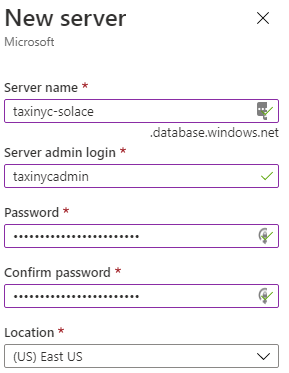 New server
Microsoft
Server name *
taxinyc-solace
.database.windows.net
Server admin login *
taxinycadmin
Password *
••••••••••••••••••••••••
Confirm password *
••••••••••••••••••••••••
Location *
(US) East US